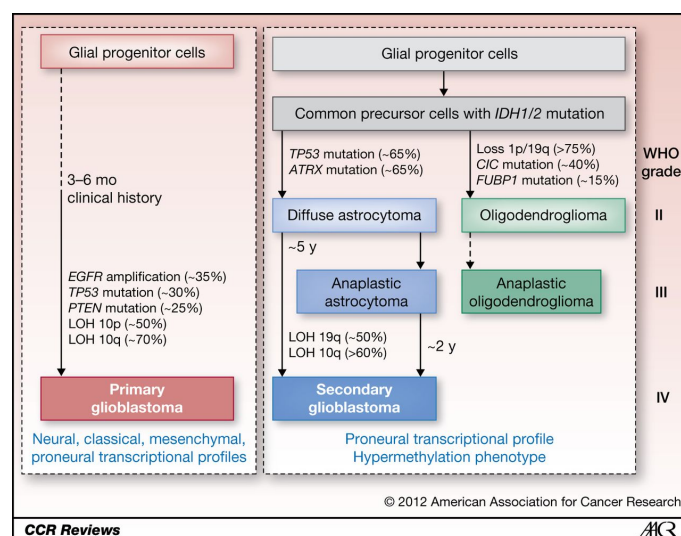 Glial progenitor cells
3–6 mo
clinical history
EGFR amplification (~35%)
TP53 mutation (~30%)
PTEN mutation (~25%)
LOH 10p (~50%)
LOH 10q (~70%)
Primary
glioblastoma
Neural, classical, mesenchymal,
proneural transcriptional profiles
Glial progenitor cells
Common precursor cells with IDH1/2 mutation
TP53 mutation (~65%)
ATRX mutation (~65%)
Loss 1p/19q (>75%)
CIC mutation (~40%)
FUBP1 mutation (~15%)
WHO
grade
Diffuse astrocytoma
Oligodendroglioma
II
~5 y
Anaplastic
astrocytoma
Anaplastic
oligodendroglioma
III
LOH 19q (~50%)
LOH 10q (>60%)
~2 y
Secondary
glioblastoma
IV
Proneural transcriptional profile
Hypermethylation phenotype
© 2012 American Association for Cancer Research
CCR Reviews
AACR